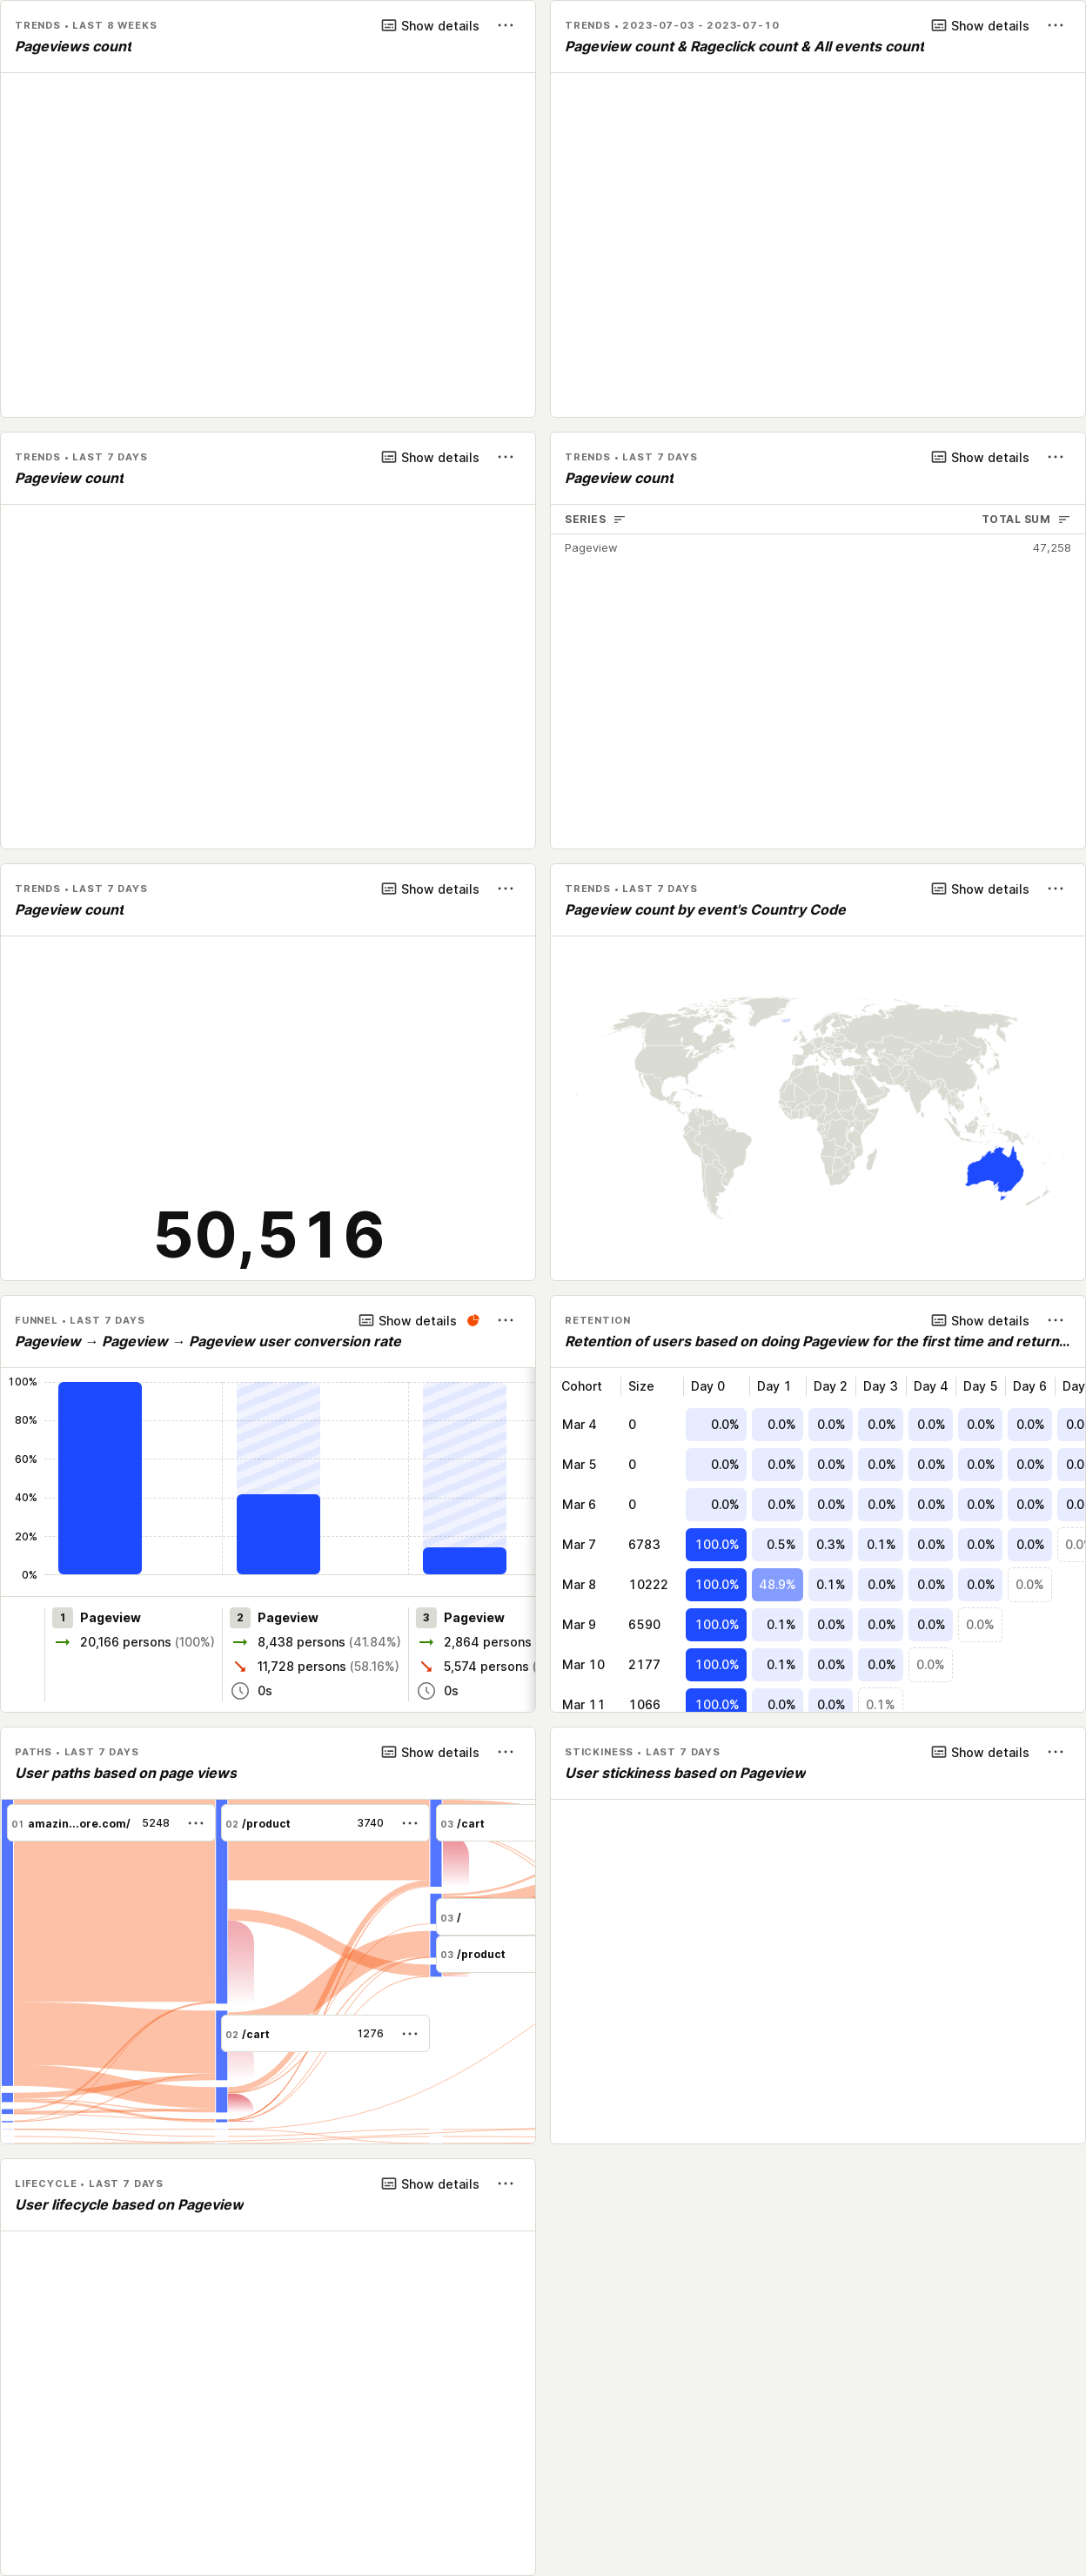 TRENDS • LAST 8 WEEKS
Show details
Pageviews count
TRENDS • 2023-07-03 - 2023-07-10
Show details
Pageview count & Rageclick count & All events count
TRENDS • LAST 7 DAYS
Show details
Pageview count
TRENDS • LAST 7 DAYS
Show details
Pageview count
SERIES TOTAL SUM
Pageview 47,258
TRENDS • LAST 7 DAYS
Show details
Pageview count
50,516
TRENDS • LAST 7 DAYS
Show details
Pageview count by event's Country Code
FUNNEL • LAST 7 DAYS
Show details
Pageview → Pageview → Pageview user conversion rate
100%
80%
60%
40%
20%
0%
1 Pageview
20,166 persons (100%)
2 Pageview
8,438 persons (41.84%)
11,728 persons (58.16%)
0s
3 Pageview
2,864 persons
5,574 persons (
0s
RETENTION
Show details
Retention of users based on doing Pageview for the first time and return...
Cohort Size Day 0 Day 1 Day 2 Day 3 Day 4 Day 5 Day 6 Day
Mar 4 0 0.0% 0.0% 0.0% 0.0% 0.0% 0.0% 0.0% 0.0
Mar 5 0 0.0% 0.0% 0.0% 0.0% 0.0% 0.0% 0.0% 0.0
Mar 6 0 0.0% 0.0% 0.0% 0.0% 0.0% 0.0% 0.0% 0.0
Mar 7 6783 100.0% 0.5% 0.3% 0.1% 0.0% 0.0% 0.0% 0.0%
Mar 8 10222 100.0% 48.9% 0.1% 0.0% 0.0% 0.0% 0.0%
Mar 9 6590 100.0% 0.1% 0.0% 0.0% 0.0% 0.0%
Mar 10 2177 100.0% 0.1% 0.0% 0.0% 0.0%
Mar 11 1066 100.0% 0.0% 0.0% 0.1%
PATHS • LAST 7 DAYS
Show details
User paths based on page views
01 amazin...ore.com/ 5248
02 /product 3740
03 /cart
03 /
03 /product
02 /cart 1276
STICKINESS • LAST 7 DAYS
Show details
User stickiness based on Pageview
LIFECYCLE • LAST 7 DAYS
Show details
User lifecycle based on Pageview